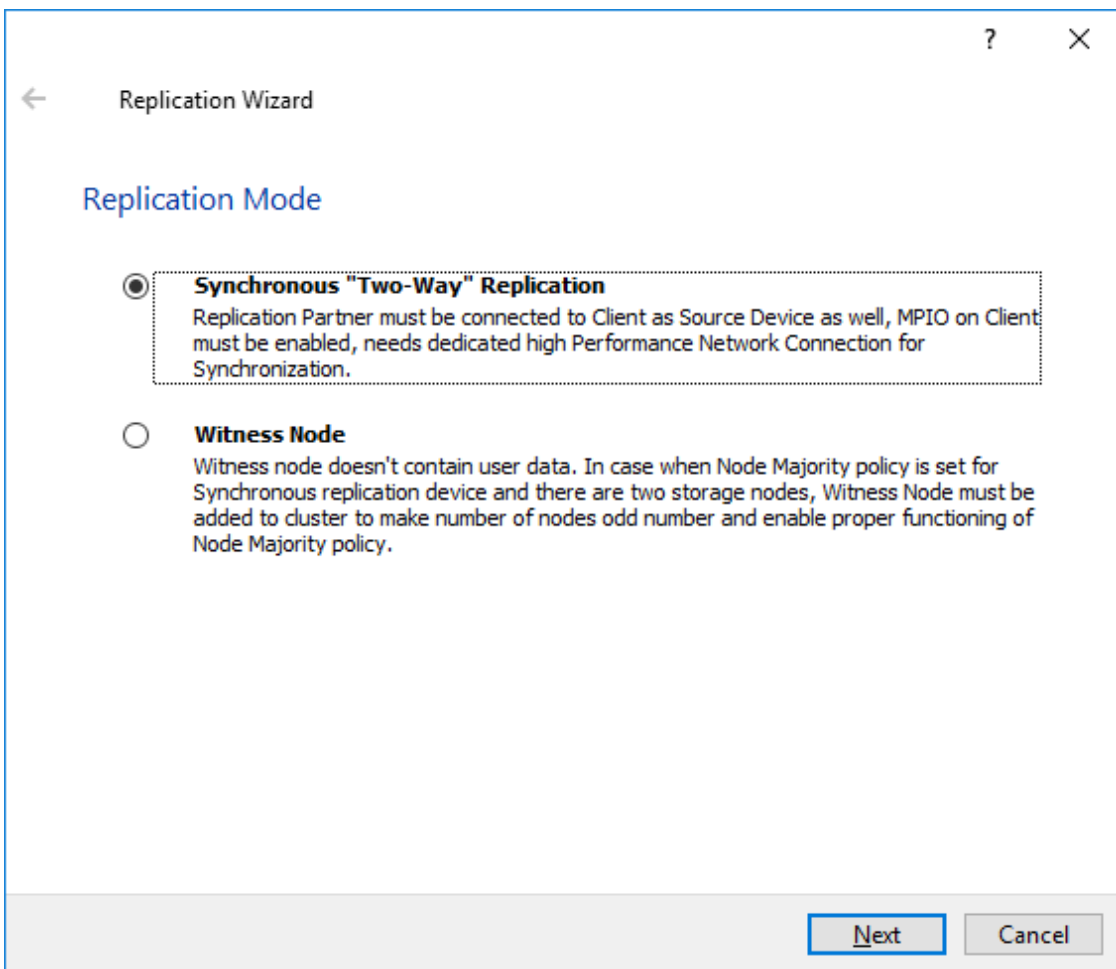 ?
Replication Wizard
Replication Mode
Synchronous "Two-Way" Replication
Replication Partner must be connected to Client as Source Device as well, MPIO on Client
must be enabled, needs dedicated high Performance Network Connection for
Synchronization.
Witness Node
Witness node doesn't contain user data. In case when Node Majority policy is set for
Synchronous replication device and there are two storage nodes, Witness Node must be
added to cluster to make number of nodes odd number and enable proper functioning of
Node Majority policy.
Next
Cancel